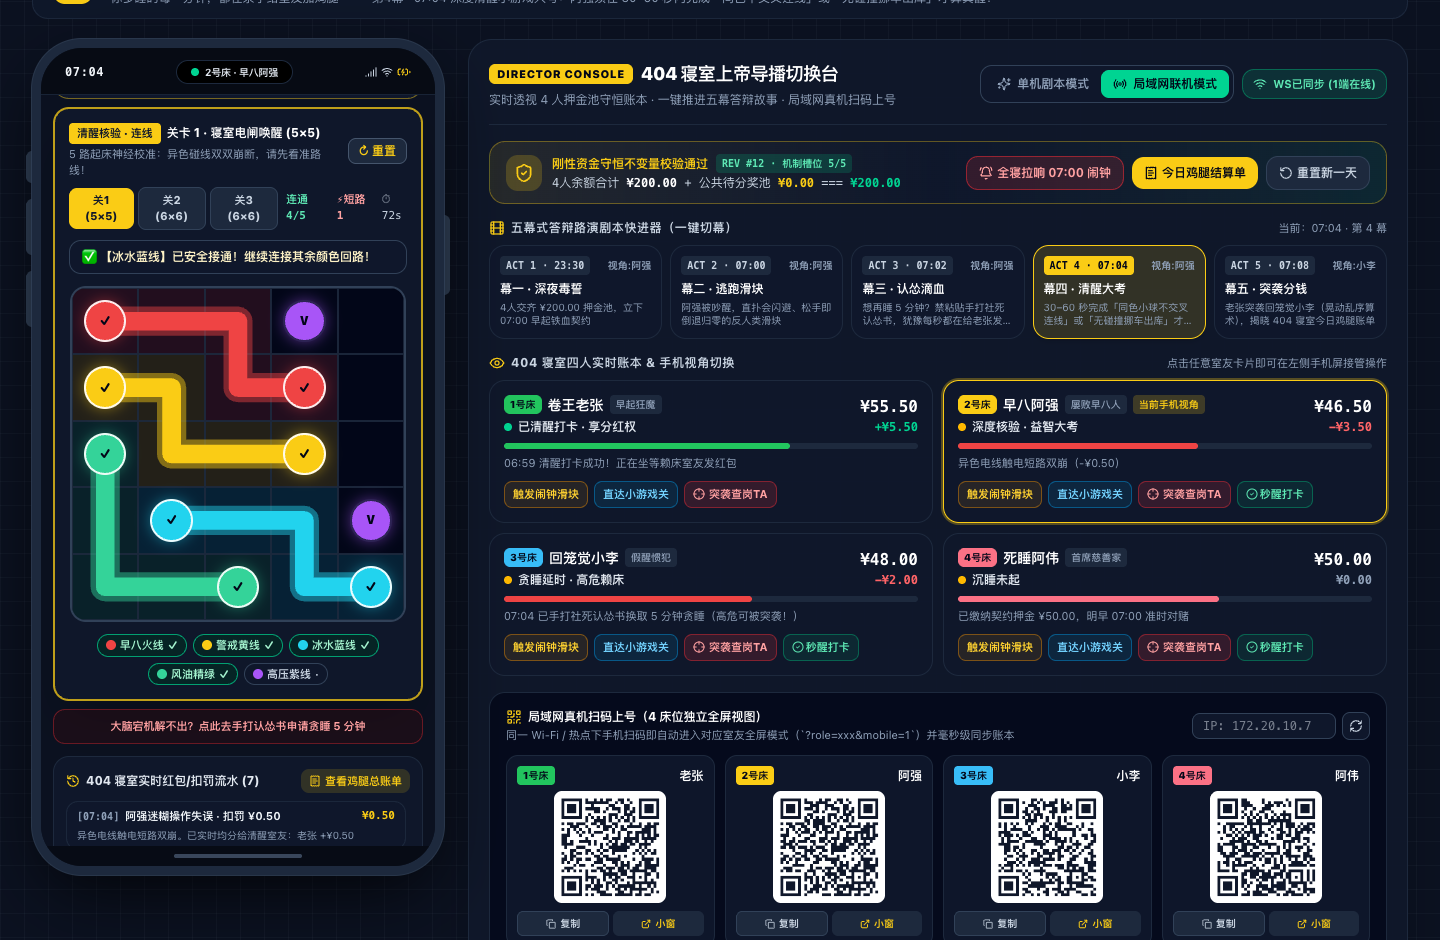 07:04
2号床 · 早八阿强
清醒核验 · 连线
关卡 1 · 寝室电闸唤醒 (5×5)
5 路起床神经校准：异色碰线双双崩断，请先看准路
线！
重置
关1
(5×5)
关2
(6×6)
关3
(6×6)
连通
4/5
⚡短路
1
⏱
72s
✅【冰水蓝线】已安全接通！继续连接其余颜色回路！
✓
V
✓
✓
✓
✓
✓
V
✓
✓
早八火线 ✓
警戒黄线 ✓
冰水蓝线 ✓
风油精绿 ✓
高压紫线 ·
大脑宕机解不出？点此去手打认怂书申请贪睡 5 分钟
404 寝室实时红包/扣罚流水 (7)
查看鸡腿总账单
[07:04] 阿强迷糊操作失误 · 扣罚 ¥0.50
¥0.50
异色电线触电短路双崩。已实时均分给清醒室友：老张 +¥0.50
DIRECTOR CONSOLE 404 寝室上帝导播切换台
实时透视 4 人押金池守恒账本 · 一键推进五幕答辩故事 · 局域网真机扫码上号
单机剧本模式
局域网联机模式
WS已同步 (1端在线)
刚性资金守恒不变量校验通过
REV #12 · 机制槽位 5/5
4人余额合计 ¥200.00 + 公共待分奖池 ¥0.00 === ¥200.00
全寝拉响 07:00 闹钟
今日鸡腿结算单
重置新一天
五幕式答辩路演剧本快进器（一键切幕）
当前：07:04 · 第 4 幕
ACT 1 · 23:30
视角:阿强
幕一 · 深夜毒誓
4人交齐 ¥200.00 押金池，立下
07:00 早起铁血契约
ACT 2 · 07:00
视角:阿强
幕二 · 逃跑滑块
阿强被吵醒，直扑会闪避、松手即
倒退归零的反人类滑块
ACT 3 · 07:02
视角:阿强
幕三 · 认怂滴血
想再睡 5 分钟？禁粘贴手打社死
认怂书，犹豫每秒都在给老张发...
ACT 4 · 07:04
视角:阿强
幕四 · 清醒大考
30–60 秒完成「同色小球不交叉
连线」或「无碰撞挪车出库」才...
ACT 5 · 07:08
视角:小李
幕五 · 突袭分钱
老张突袭回笼觉小李（晃动乱序算
术），揭晓 404 寝室今日鸡腿账单
404 寝室四人实时账本 & 手机视角切换
点击任意室友卡片即可在左侧手机屏接管操作
1号床 卷王老张 早起狂魔
¥55.50
已清醒打卡 · 享分红杈
+¥5.50
06:59 清醒打卡成功！正在坐等赖床室友发红包
触发闹钟滑块
直达小游戏关
突袭查岗TA
2号床 早八阿强 屡败早八人 当前手机视角
¥46.50
深度核验 · 益智大考
-¥3.50
异色电线触电短路双崩（-¥0.50）
触发闹钟滑块
直达小游戏关
突袭查岗TA
秒醒打卡
3号床 回笼觉小李 假醒惯犯
¥48.00
贪睡延时 · 高危赖床
-¥2.00
07:04 已手打社死认怂书换取 5 分钟贪睡（高危可被突袭！）
触发闹钟滑块
直达小游戏关
突袭查岗TA
秒醒打卡
4号床 死睡阿伟 首席慈善家
¥50.00
沉睡未起
¥0.00
已缴纳契约押金 ¥50.00，明早 07:00 准时对赌
触发闹钟滑块
直达小游戏关
突袭查岗TA
秒醒打卡
局域网真机扫码上号（4 床位独立全屏视图）
同一 Wi-Fi / 热点下手机扫码即自动进入对应室友全屏模式（`?role=xxx&mobile=1`）并毫秒级同步账本
IP: 172.20.10.7
1号床
老张
复制
小窗
2号床
阿强
复制
小窗
3号床
小李
复制
小窗
4号床
阿伟
复制
小窗